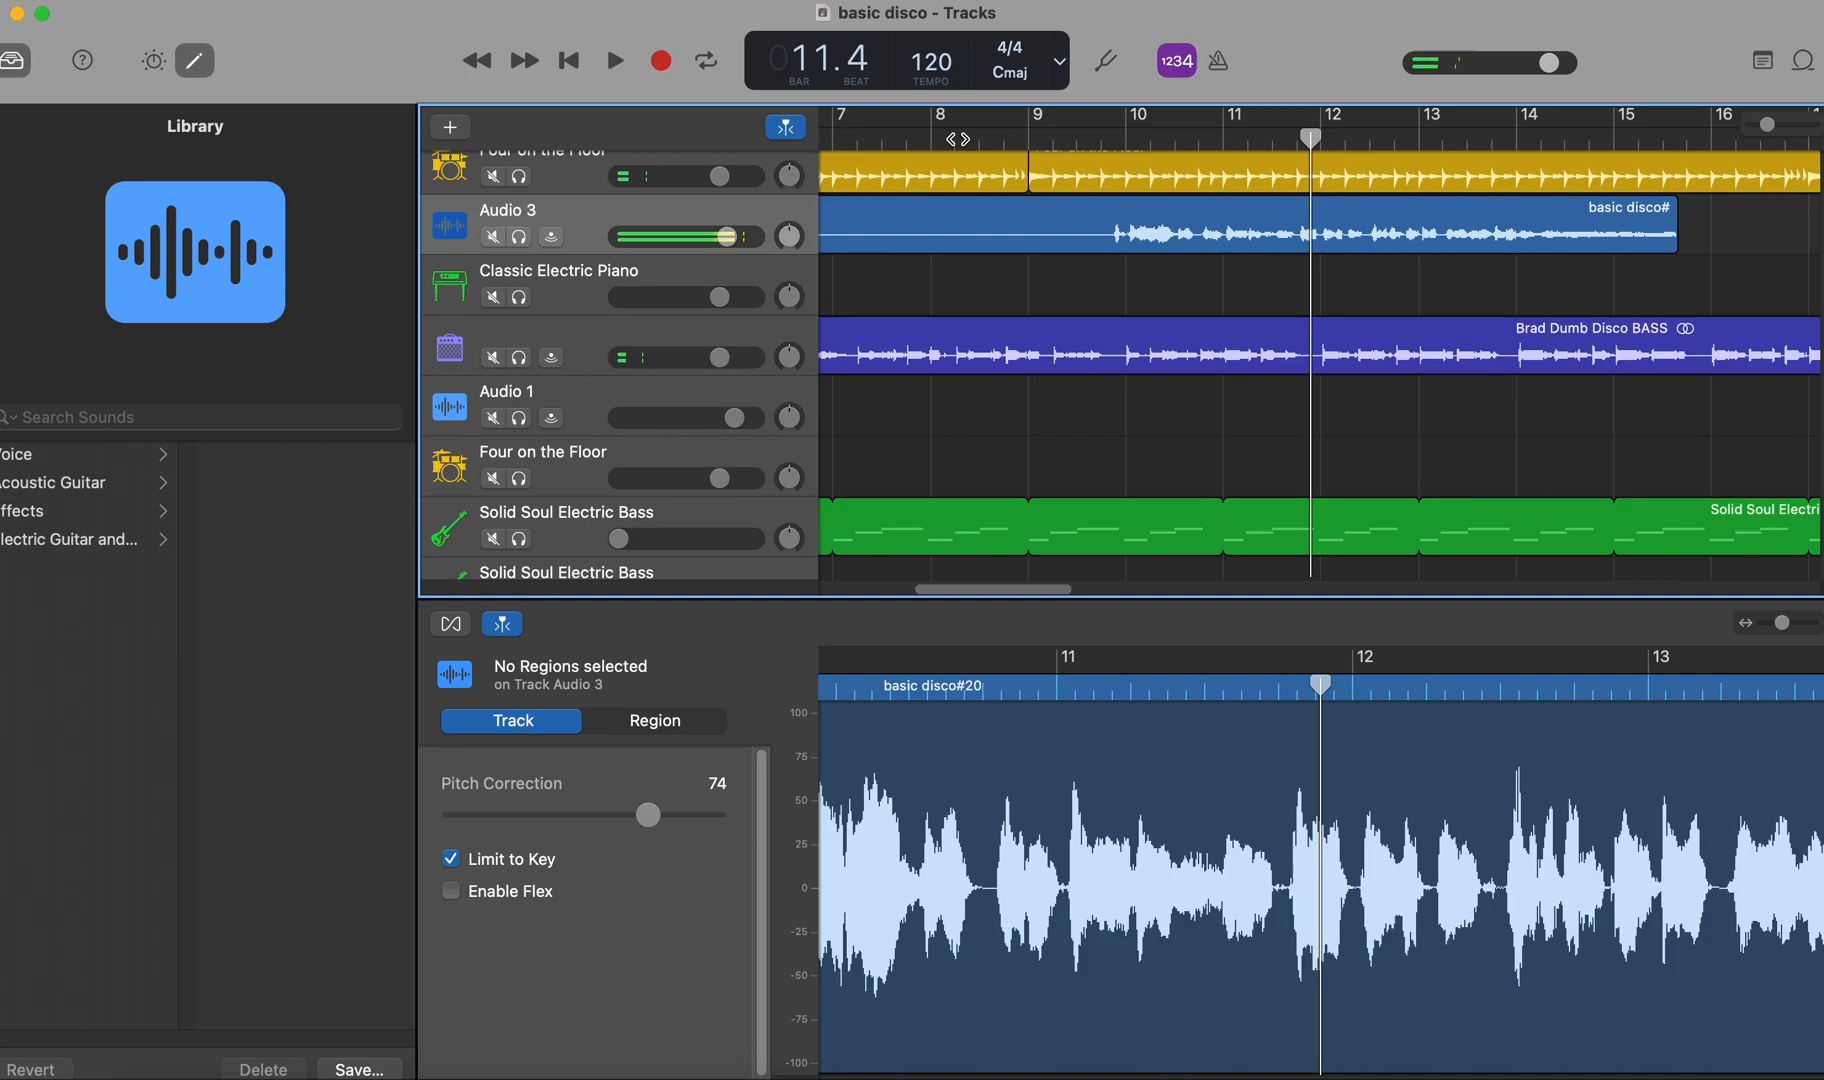 basic disco - Tracks
?
011.4
BAR
BEAT
120
TEMPO
4/4
Cmaj
1234
Library
7
8
9
10
11
12
13
14
15
16
Audio 3
basic disco#
Classic Electric Piano
Brad Dumb Disco BASS
Audio 1
Four on the Floor
Solid Soul Electric Bass
Solid Soul Electri
Solid Soul Electric Bass
Search Sounds
oice
coustic Guitar
ffects
lectric Guitar and...
No Regions selected
on Track Audio 3
Track
Region
Pitch Correction
74
Limit to Key
Enable Flex
11
12
13
basic disco#20
100
75
50
25
0
-25
-50
-75
-100
Revert
Delete
Save...